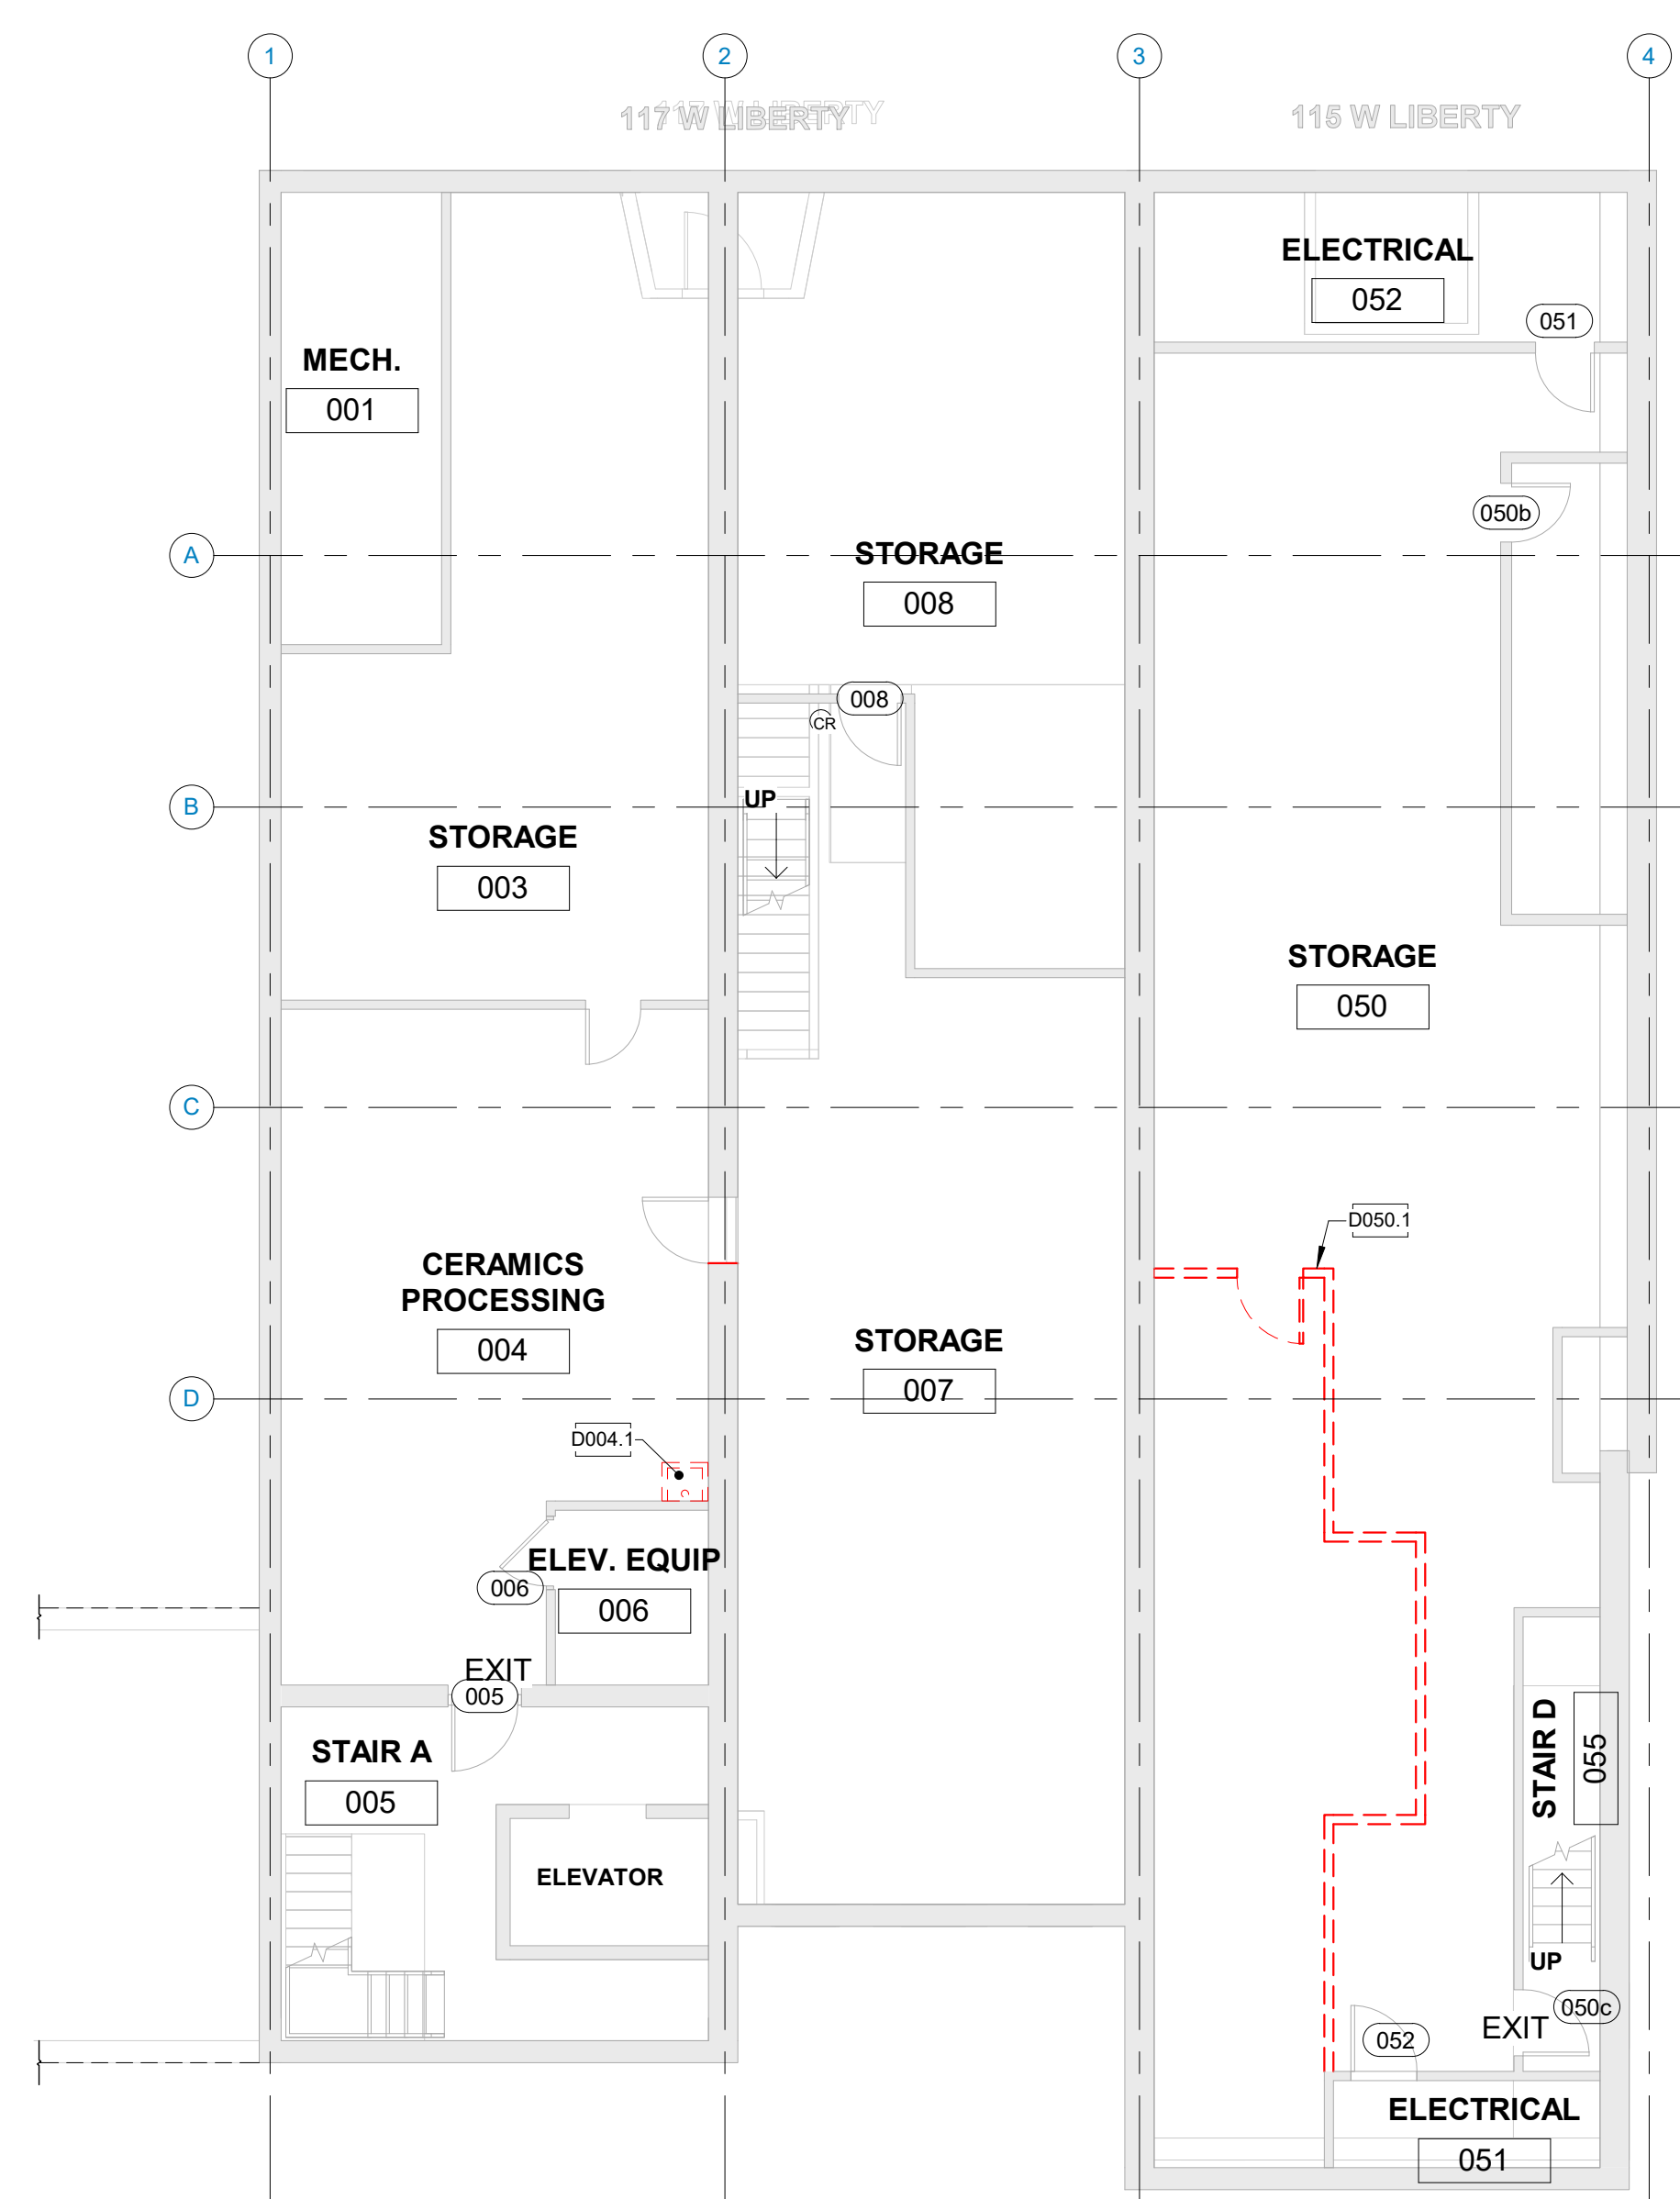 1
2
3
4
117 W LIBERTY
117 W LIBERTY
115 W LIBERTY
ELECTRICAL
052
051
MECH.
001
050b
A
STORAGE
008
008
CR
UP
B
STORAGE
003
STORAGE
050
C
D050.1
CERAMICS
PROCESSING
004
STORAGE
007
D
D004.1
C
ELEV. EQUIP
006
006
EXIT
005
STAIR A
005
STAIR D
055
ELEVATOR
UP
050c
EXIT
052
ELECTRICAL
051